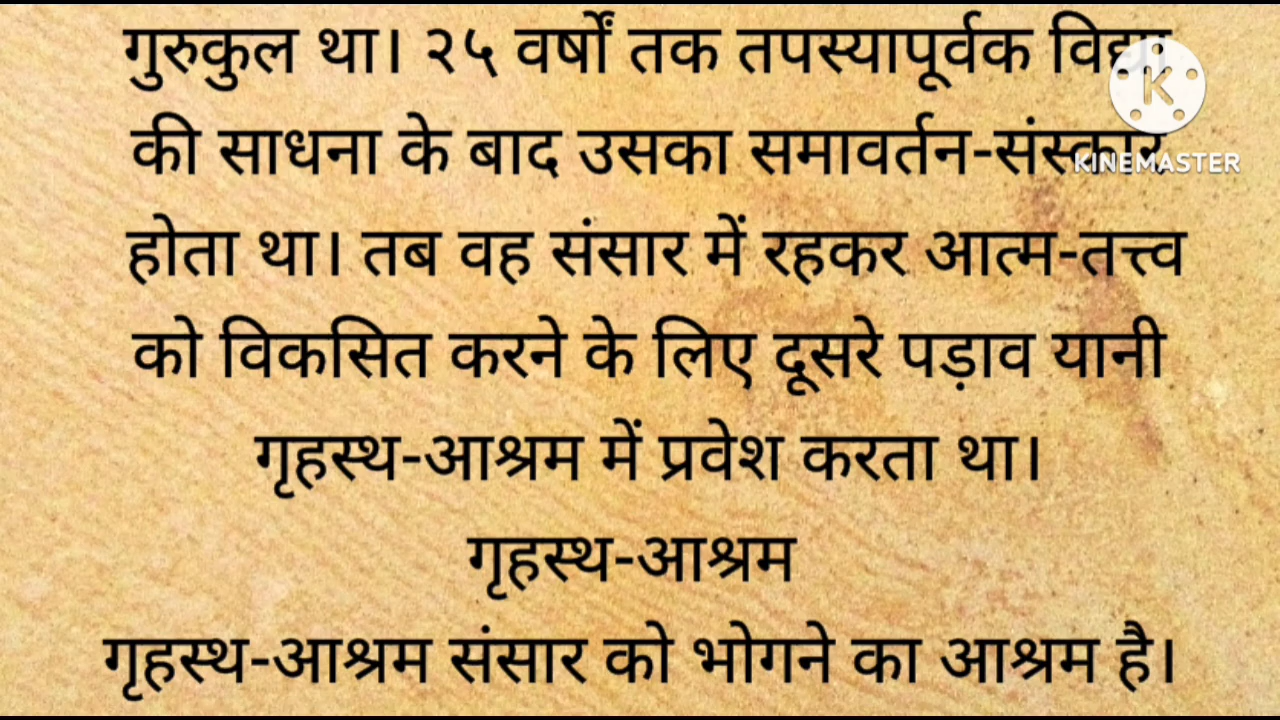 गुरुकुल था। २५ वर्षों तक तपस्यापूर्वक विद्या
की साधना के बाद उसका समावर्तन-संस्कार
होता था। तब वह संसार में रहकर आत्म-तत्त्व
को विकसित करने के लिए दूसरे पड़ाव यानी
गृहस्थ-आश्रम में प्रवेश करता था।
गृहस्थ-आश्रम
गृहस्थ-आश्रम संसार को भोगने का आश्रम है।
K
KINEMASTER